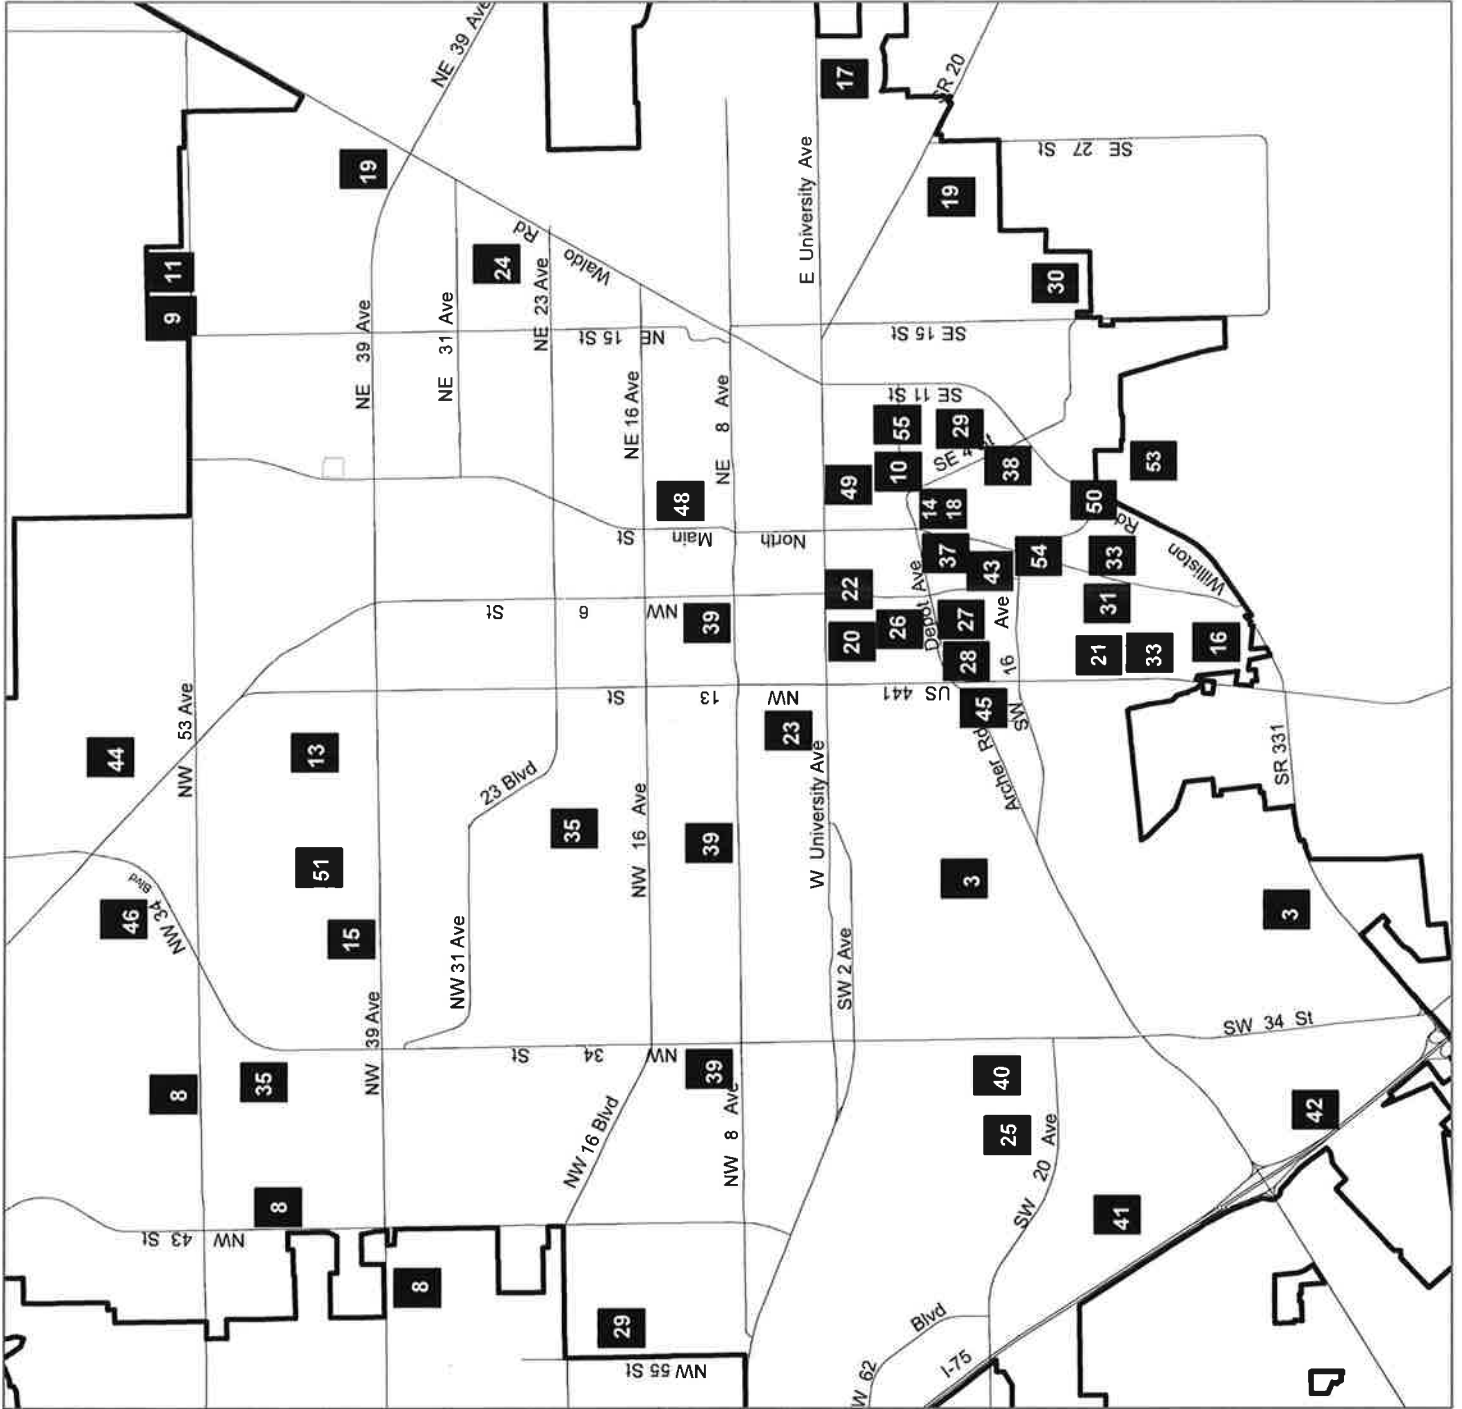 NE 39 Ave
17
SR 20
19
SE 27 St
E University Ave
19
11
24
Rd
Waldo
30
9
NE 23 Ave
NE 39 Ave
NE 31 Ave
NE 15 St
SE 15 St
NE 16 Ave
NE 8 Ave
SE 11 St
55
29
SE 4 St
49
10
38
53
48
14
18
50
Rd
North Main St
37
54
33
Williston
43
22
Depot Ave
NW 6 St
39
26
27
SW 16 Ave
31
20
28
21
33
16
NW 13 St
US 441
45
NW 53 Ave
44
13
23
Archer Rd
SR 331
23 Blvd
W University Ave
35
NW 16 Ave
39
51
3
NW 34 Blvd
46
15
3
NW 31 Ave
SW 2 Ave
NW 39 Ave
SW 34 St
NW 34 St
8
35
39
40
25
42
NW 16 Blvd
NW 8 Ave
SW 20 Ave
8
41
NW 43 St
8
29
Blvd
NW 55 St
I-75
W 62